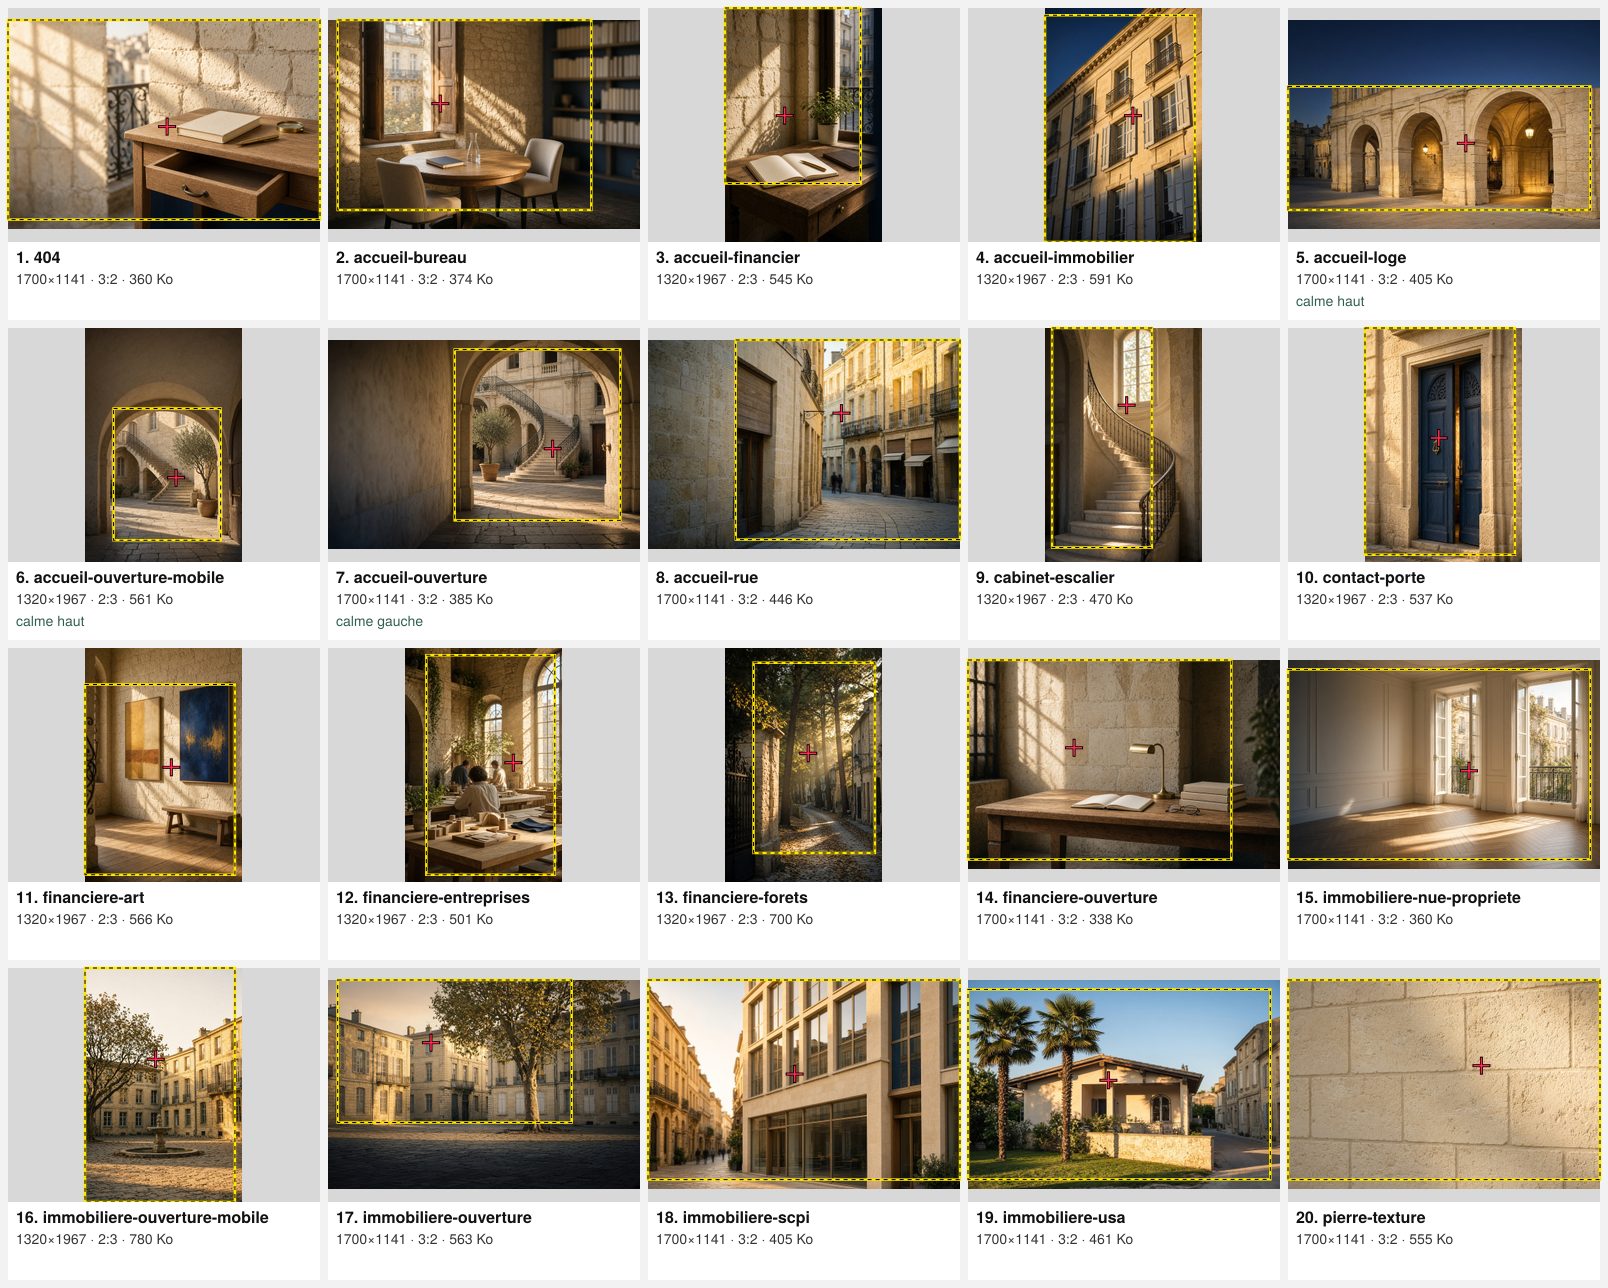 1. 404
1700×1141 · 3:2 · 360 Ko
2. accueil-bureau
1700×1141 · 3:2 · 374 Ko
3. accueil-financier
1320×1967 · 2:3 · 545 Ko
4. accueil-immobilier
1320×1967 · 2:3 · 591 Ko
5. accueil-loge
1700×1141 · 3:2 · 405 Ko
calme haut
6. accueil-ouverture-mobile
1320×1967 · 2:3 · 561 Ko
calme haut
7. accueil-ouverture
1700×1141 · 3:2 · 385 Ko
calme gauche
8. accueil-rue
1700×1141 · 3:2 · 446 Ko
9. cabinet-escalier
1320×1967 · 2:3 · 470 Ko
10. contact-porte
1320×1967 · 2:3 · 537 Ko
11. financiere-art
1320×1967 · 2:3 · 566 Ko
12. financiere-entreprises
1320×1967 · 2:3 · 501 Ko
13. financiere-forets
1320×1967 · 2:3 · 700 Ko
14. financiere-ouverture
1700×1141 · 3:2 · 338 Ko
15. immobiliere-nue-propriete
1700×1141 · 3:2 · 360 Ko
16. immobiliere-ouverture-mobile
1320×1967 · 2:3 · 780 Ko
17. immobiliere-ouverture
1700×1141 · 3:2 · 563 Ko
18. immobiliere-scpi
1700×1141 · 3:2 · 405 Ko
19. immobiliere-usa
1700×1141 · 3:2 · 461 Ko
20. pierre-texture
1700×1141 · 3:2 · 555 Ko